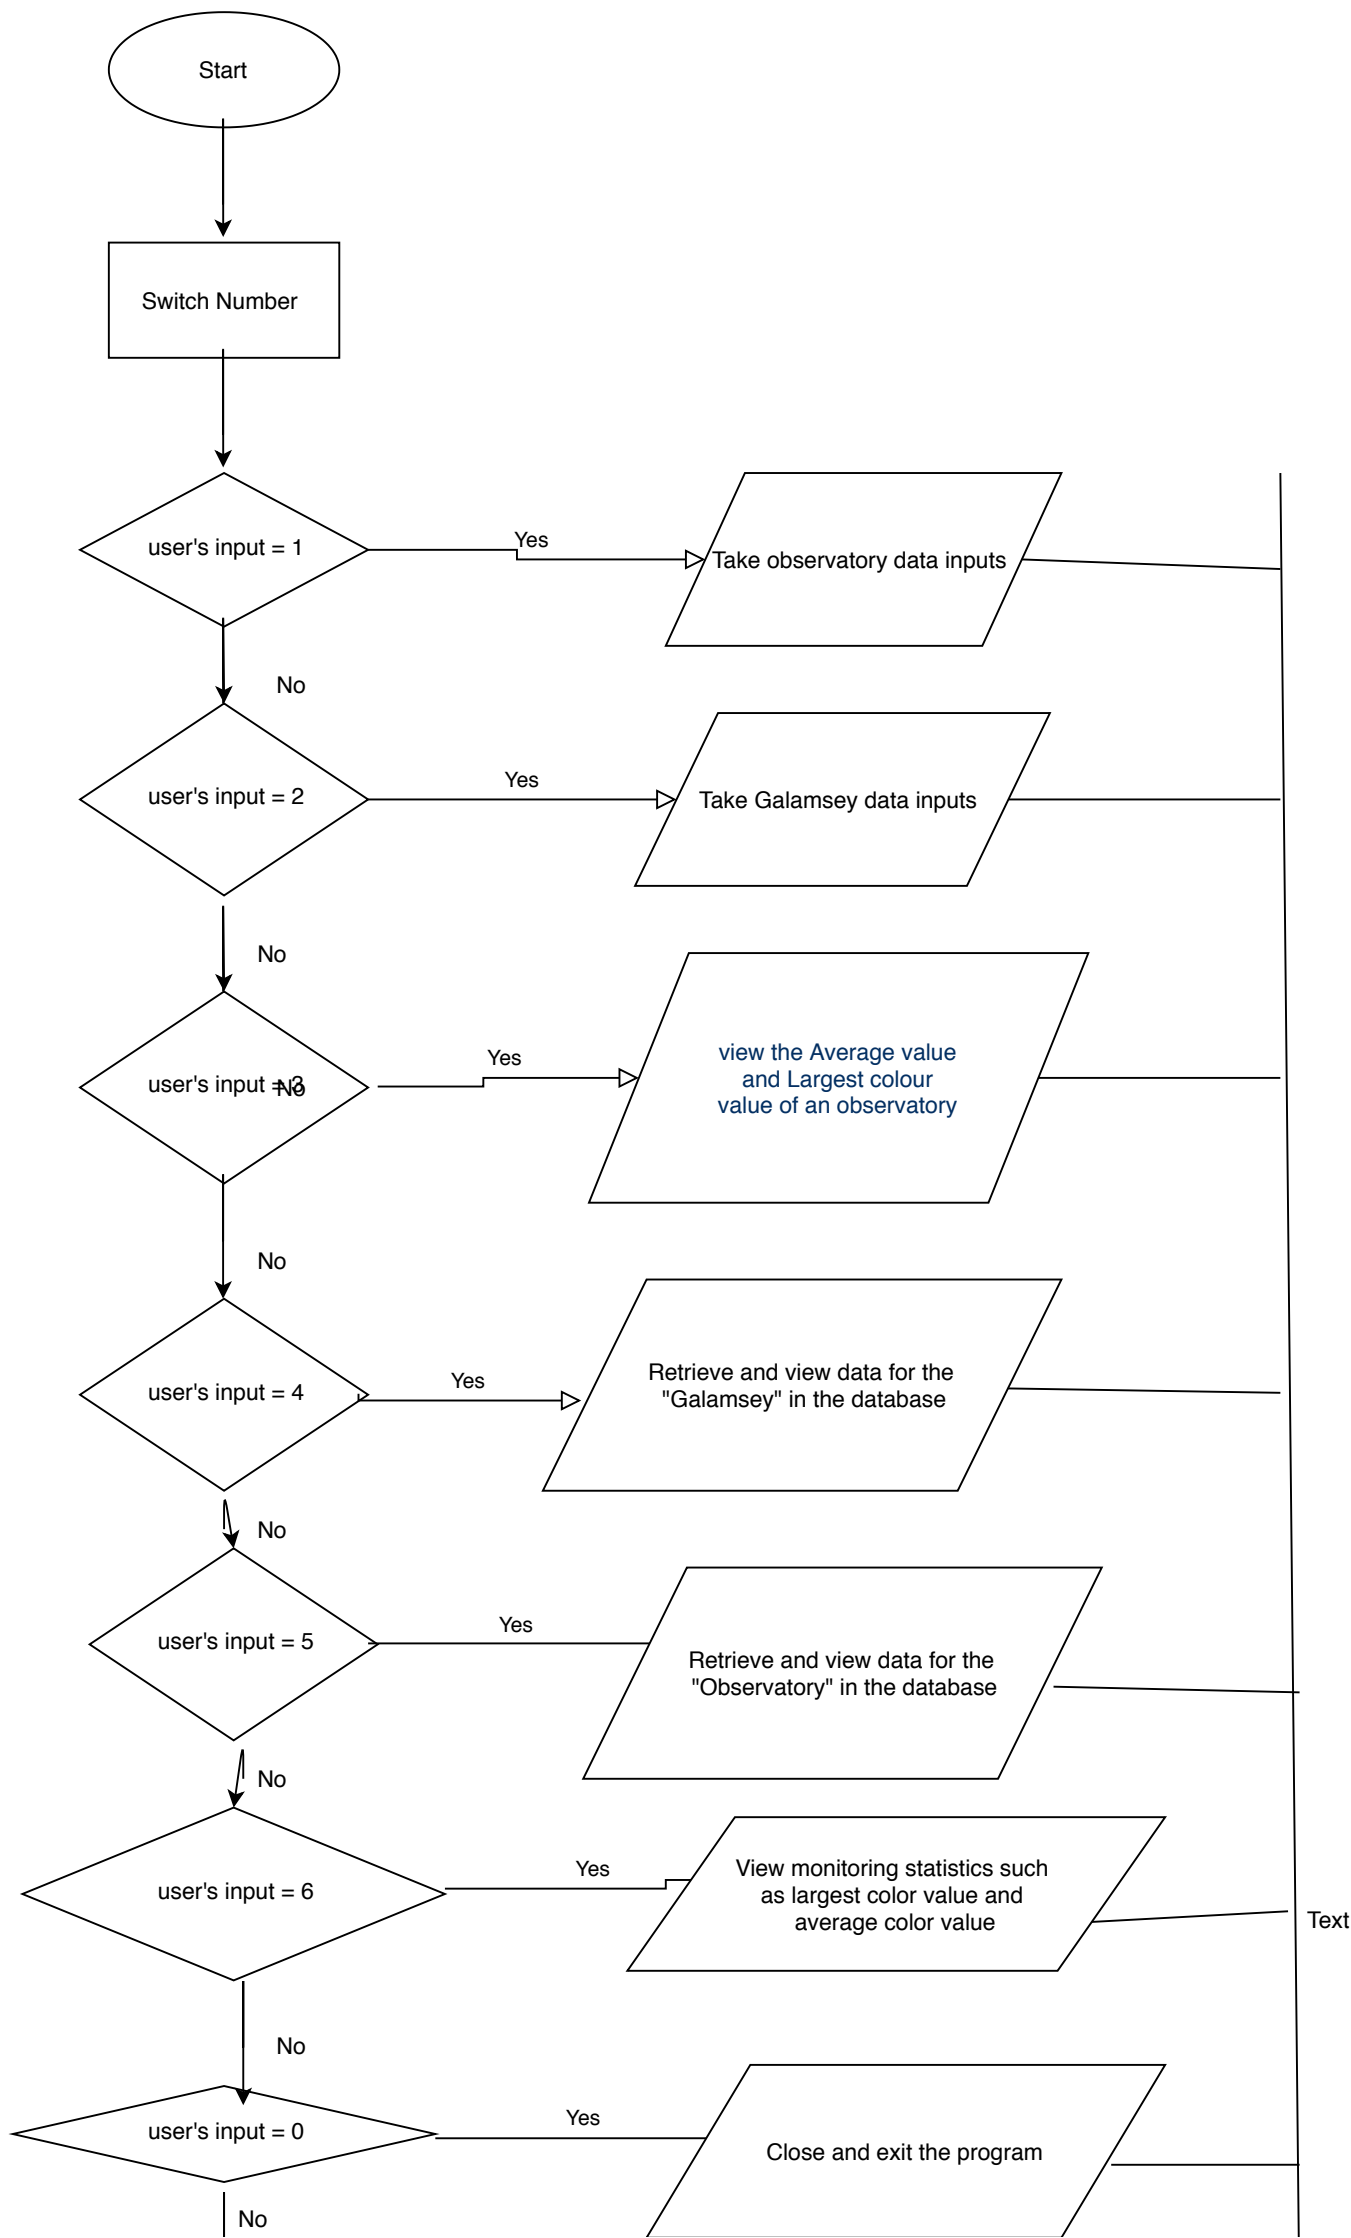 Start
Switch Number
user's input = 1
Yes
Take observatory data inputs
No
user's input = 2
Yes
Take Galamsey data inputs
No
user's input = 3
No
Yes
view the Average value
and Largest colour
value of an observatory
No
user's input = 4
Yes
Retrieve and view data for the
"Galamsey" in the database
No
user's input = 5
Yes
Retrieve and view data for the
"Observatory" in the database
No
user's input = 6
Yes
View monitoring statistics such
as largest color value and
average color value
Text
No
user's input = 0
Yes
Close and exit the program
No